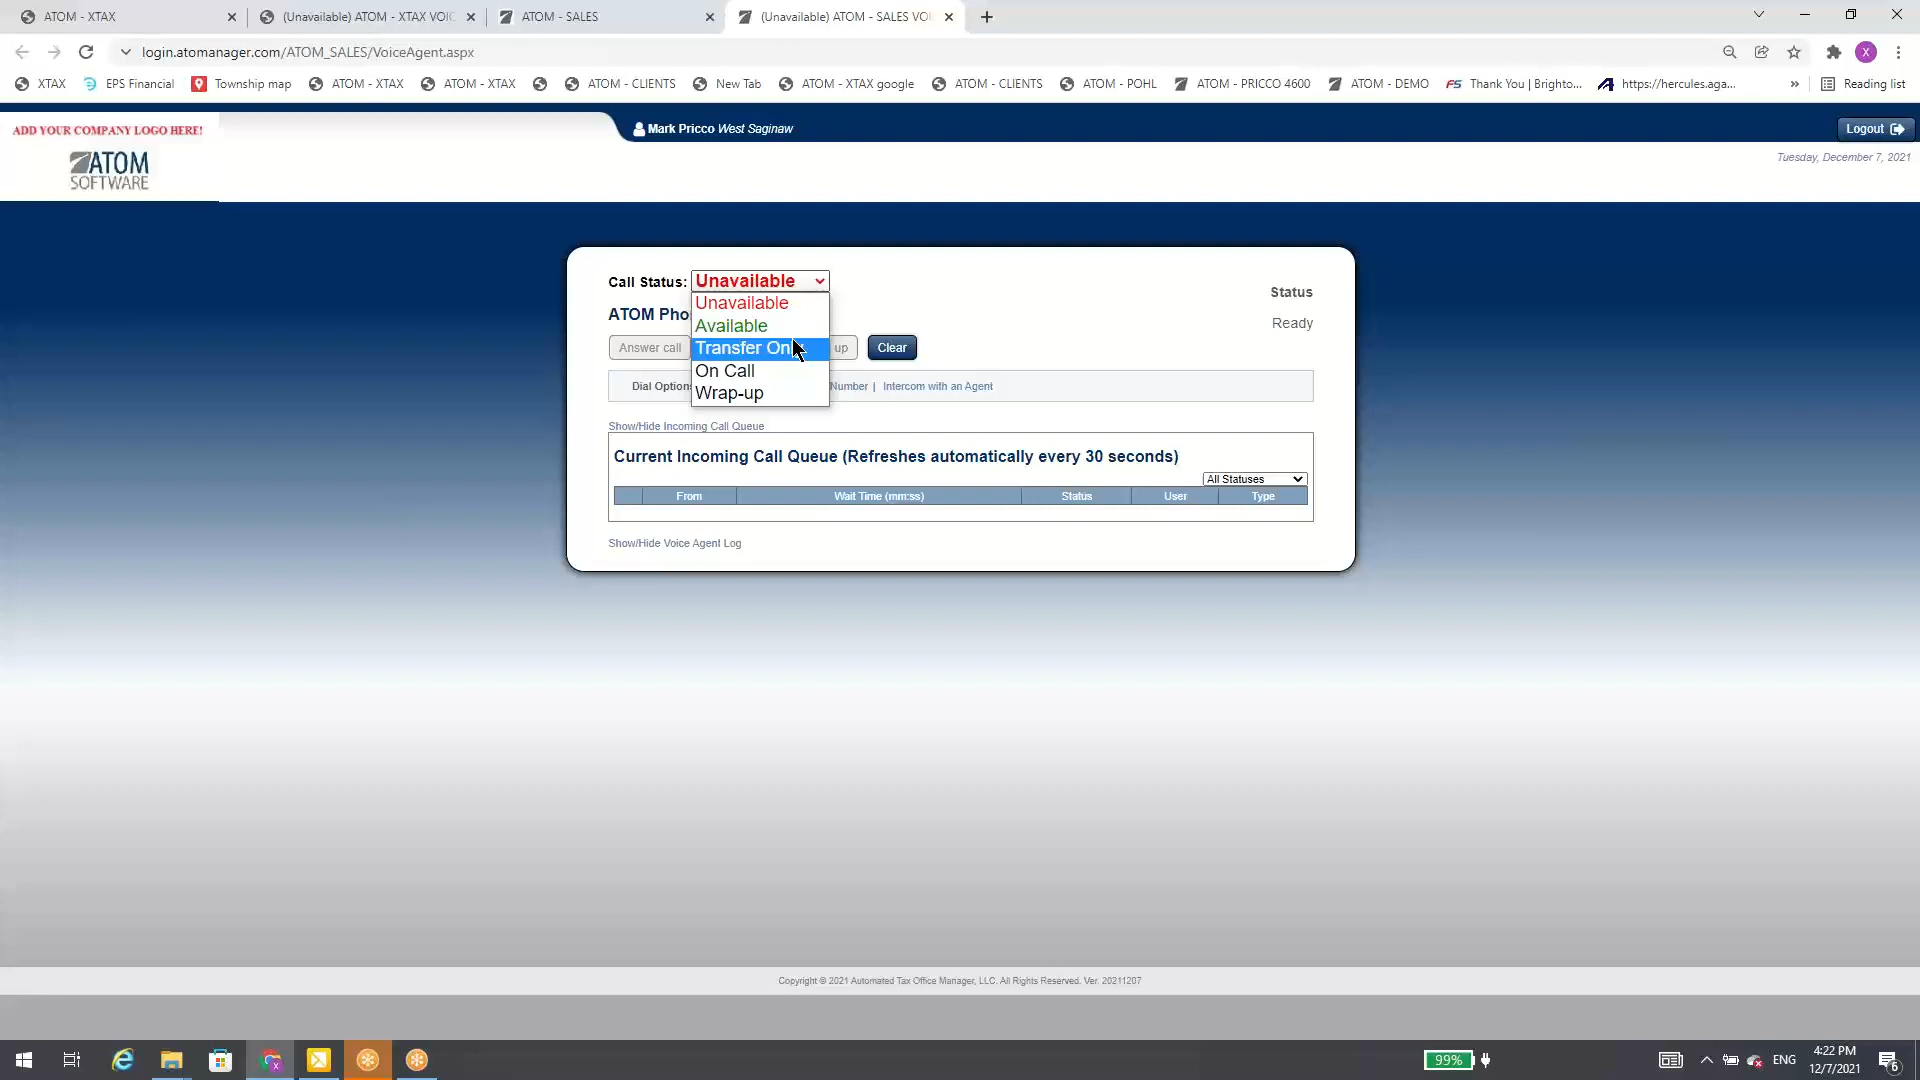 ATOM - XTAX
(Unavailable) ATOM - XTAX VOIC
ATOM - SALES
(Unavailable) ATOM - SALES VOI
login.atomanager.com/ATOM_SALES/VoiceAgent.aspx
X
XTAX
EPS Financial
Township map
ATOM - XTAX
ATOM - XTAX
ATOM - CLIENTS
New Tab
ATOM - XTAX google
ATOM - CLIENTS
ATOM - POHL
ATOM - PRICCO 4600
ATOM - DEMO
FS
Thank You | Brighto...
https://hercules.aga...
»
Reading list
ADD YOUR COMPANY LOGO HERE!
ATOM
SOFTWARE
Mark Pricco West Saginaw
Logout
Tuesday, December 7, 2021
Call Status: Unavailable
Unavailable
Available
Transfer On
On Call
Wrap-up
Status
Ready
ATOM Pho
Answer call
up
Clear
Dial Option
Number | Intercom with an Agent
Show/Hide Incoming Call Queue
Current Incoming Call Queue (Refreshes automatically every 30 seconds)
All Statuses
From Wait Time (mm:ss) Status User Type
Show/Hide Voice Agent Log
Copyright © 2021 Automated Tax Office Manager, LLC. All Rights Reserved. Ver. 20211207
99%
ENG
4:22 PM
12/7/2021
6